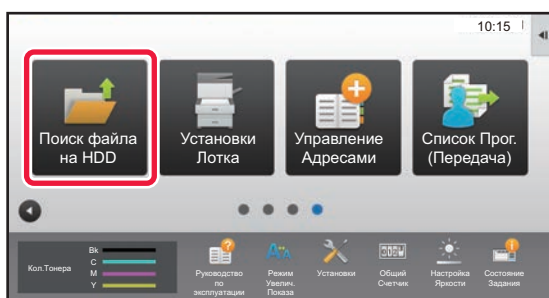 10:15
Поиск файла
на HDD
Установки
Лотка
Управление
Адресами
Список Прог.
(Передача)
Кол.Тонера
Bk
C
M
Y
Руководство
по
эксплуатации
Режим
Увелич.
Показа
Установки
Общий
Счетчик
Настройка
Яркости
Состояние
Задания